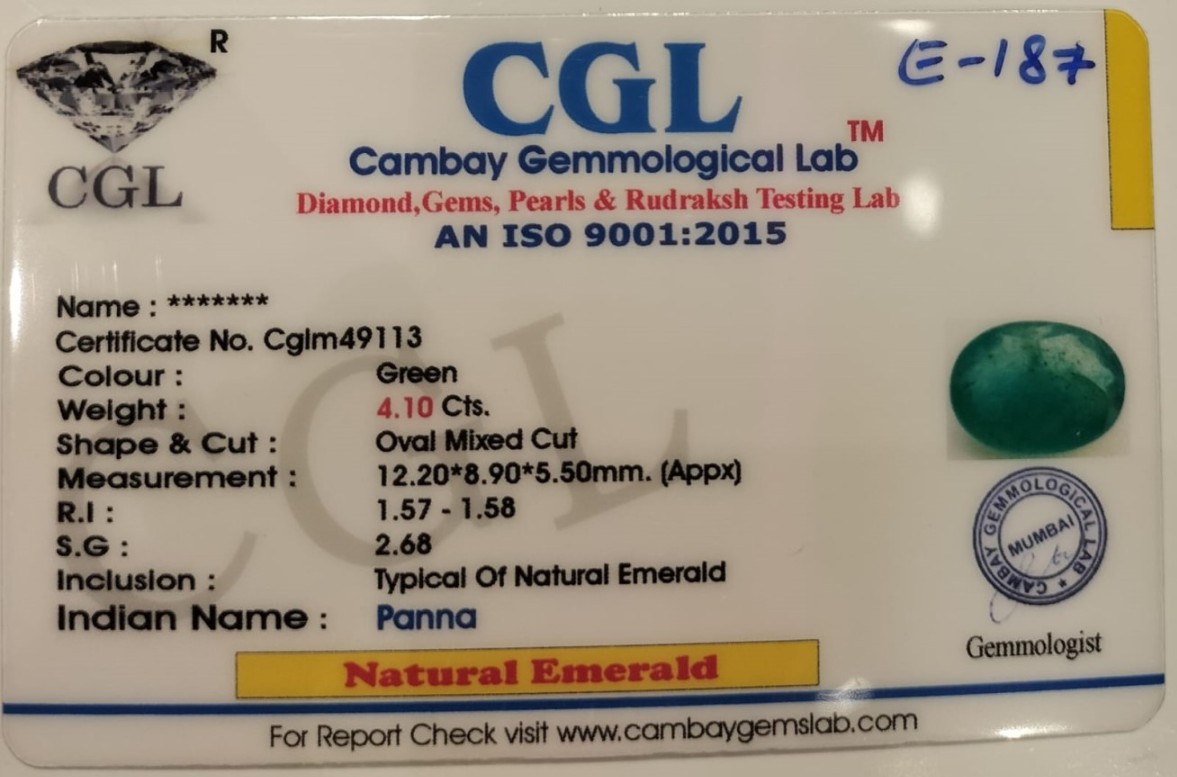 R
CGL
CGL
E-187
TM
Cambay Gemmological Lab
Diamond,Gems, Pearls & Rudraksh Testing Lab
AN ISO 9001:2015
Name : *******
Certificate No. Cglm49113
Colour : Green
Weight : 4.10 Cts.
Shape & Cut : Oval Mixed Cut
Measurement : 12.20*8.90*5.50mm. (Appx)
R.I : 1.57 - 1.58
S.G : 2.68
Inclusion : Typical Of Natural Emerald
Indian Name : Panna
CGL
CAMBAY GEMMOLOGICAL LAB *
MUMBAI
Gemmologist
Natural Emerald
For Report Check visit www.cambaygemslab.com